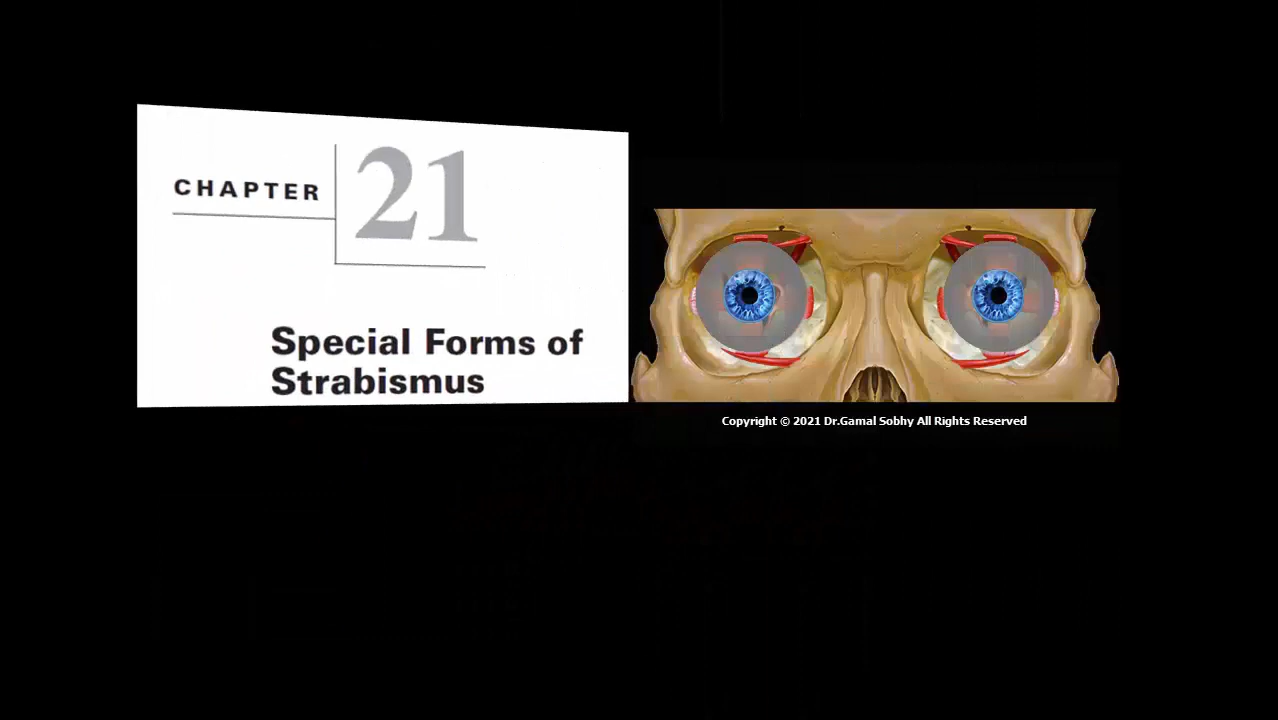 CHAPTER
21
Special Forms of
Strabismus
Copyright © 2021 Dr.Gamal Sobhy All Rights Reserved